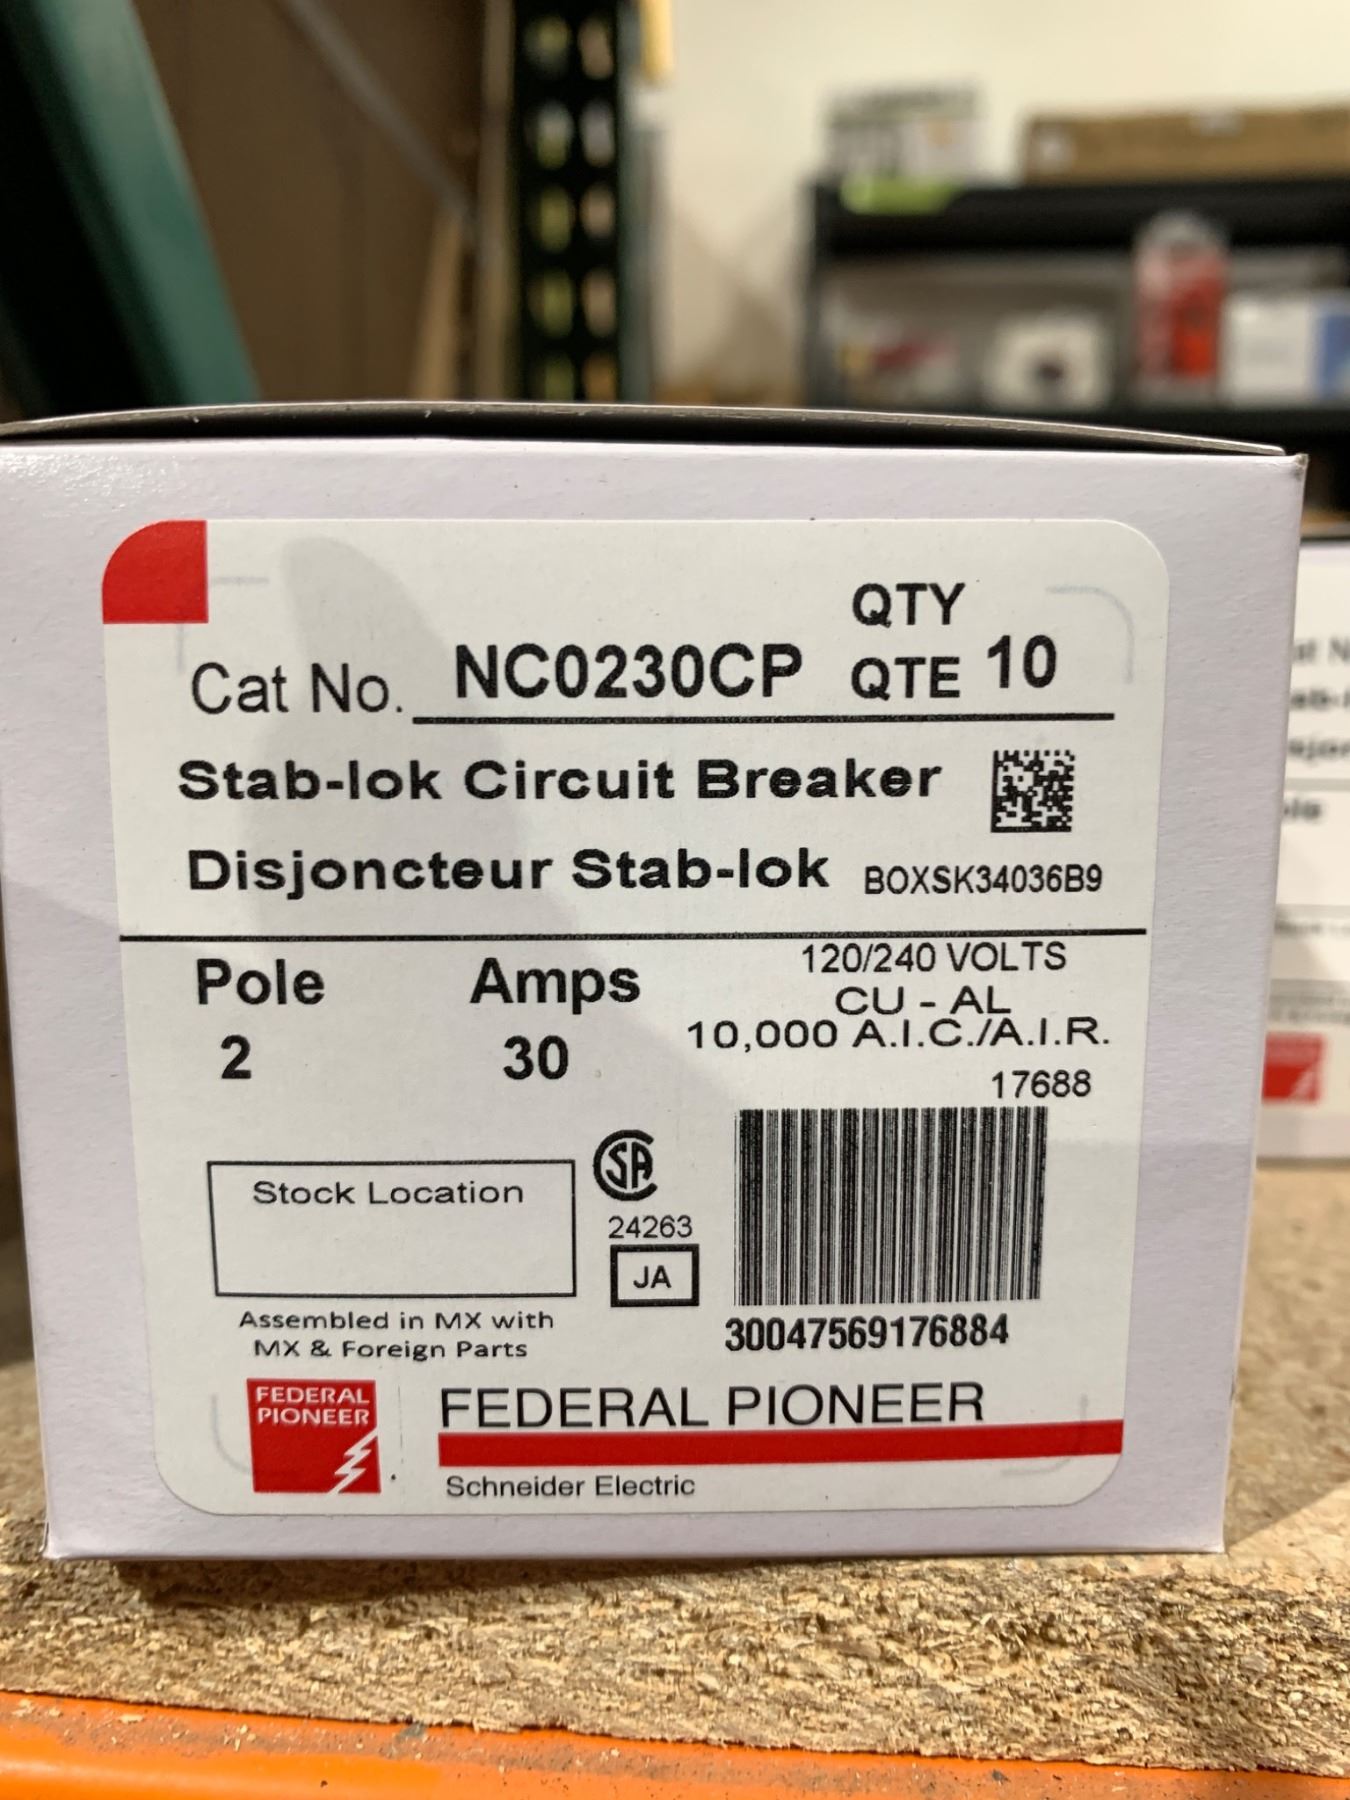 QTY
Cat No. NC0230CP QTE 10
Stab-lok Circuit Breaker
Disjoncteur Stab-lok BOXSK34036B9
Pole Amps 120/240 VOLTS
CU - AL
2 30 10,000 A.I.C./A.I.R.
17688
Stock Location
SA
24263
JA
30047569176884
Assembled in MX with
MX & Foreign Parts
FEDERAL
PIONEER
FEDERAL PIONEER
Schneider Electric